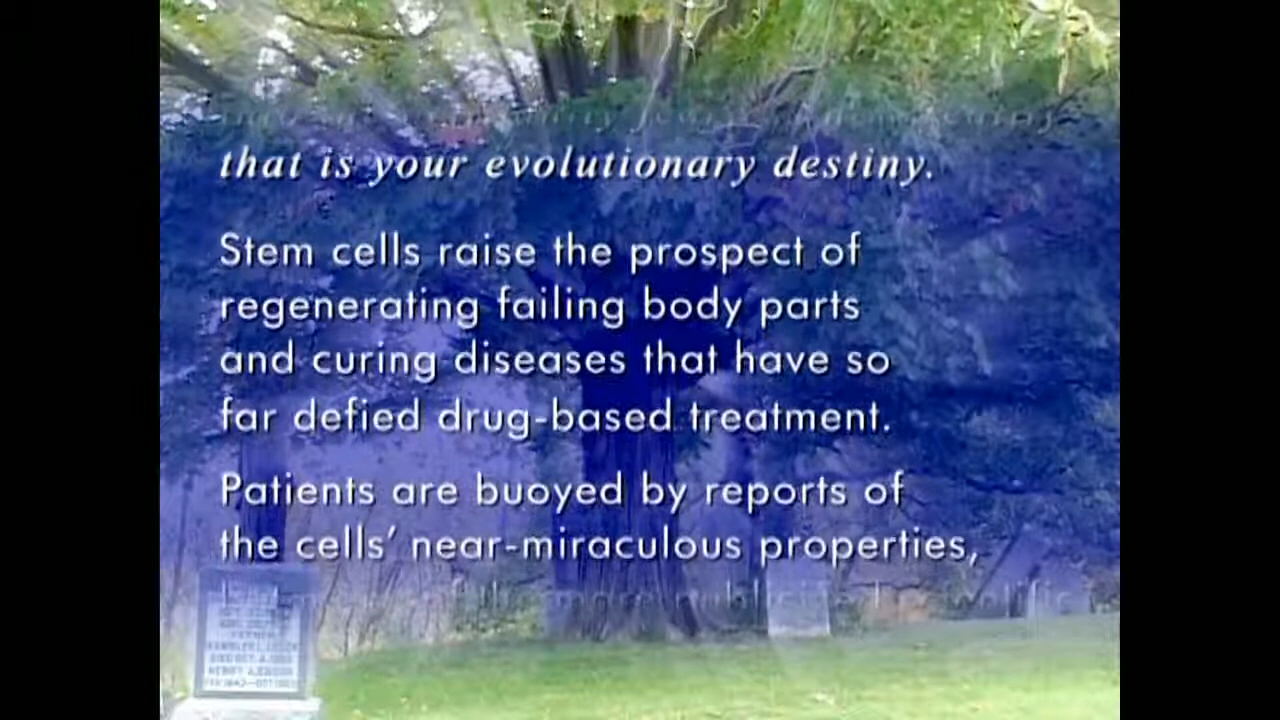 that is your evolutionary destiny.
Stem cells raise the prospect of
regenerating failing body parts
and curing diseases that have so
far defied drug-based treatment.
Patients are buoyed by reports of
the cells' near-miraculous properties,